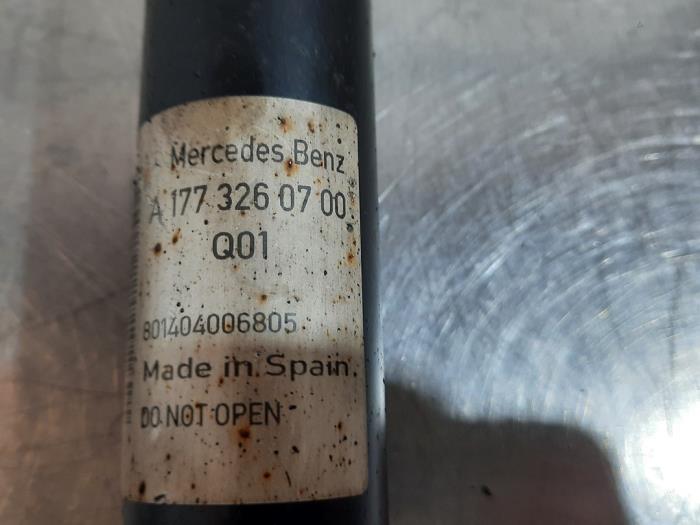 Mercedes Benz
A 177 326 07 00
Q01
801404006805
Made in Spain.
DO NOT OPEN